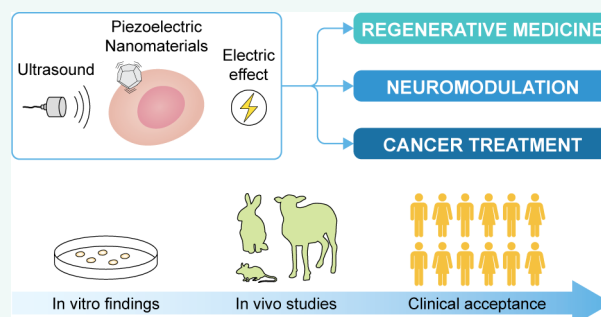 Piezoelectric
Nanomaterials
Ultrasound
Electric
effect
REGENERATIVE MEDICINE
NEUROMODULATION
CANCER TREATMENT
In vitro findings
In vivo studies
Clinical acceptance